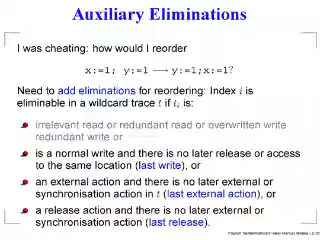 Auxiliary Eliminations
I was cheating: how would I reorder
x:=1; y:=1 → y:=1;x:=1?
Need to add eliminations for reordering: Index i is
eliminable in a wildcard trace t if tᵢ is:
irrelevant read or redundant read or overwritten write
redundant write or
is a normal write and there is no later release or access
to the same location (last write), or
an external action and there is no later external or
synchronisation action in t (last external action), or
a release action and there is no later external or
synchronisation action (last release).